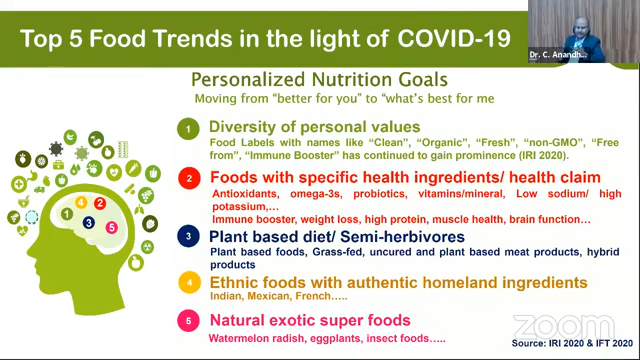 Top 5 Food Trends in the light of COVID-19
Dr. C. Anandh...
Personalized Nutrition Goals
Moving from “better for you” to “what’s best for me
1 Diversity of personal values
Food Labels with names like “Clean”, “Organic”, “Fresh”, “non-GMO”, “Free
from”, “Immune Booster” has continued to gain prominence (IRI 2020).
2 Foods with specific health ingredients/ health claim
Antioxidants, omega-3s, probiotics, vitamins/mineral, Low sodium/ high
potassium,...
Immune booster, weight loss, high protein, muscle health, brain function...
3 Plant based diet/ Semi-herbivores
Plant based foods, Grass-fed, uncured and plant based meat products, hybrid
products
4 Ethnic foods with authentic homeland ingredients
Indian, Mexican, French.....
5 Natural exotic super foods
Watermelon radish, eggplants, insect foods.....
4 2
1 3 5
zoom
Source: IRI 2020 & IFT 2020